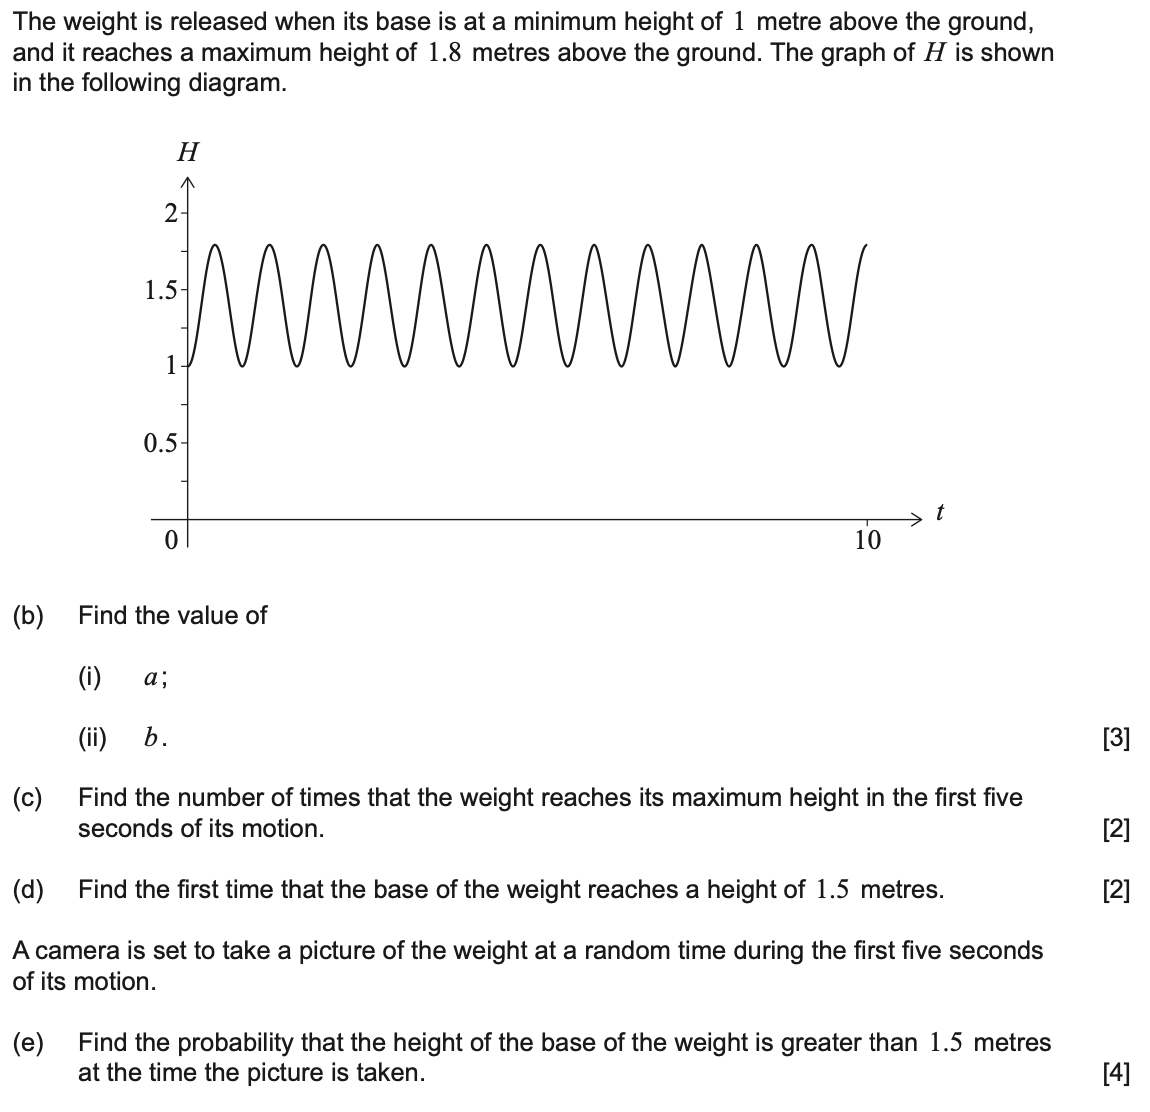 The weight is released when its base is at a minimum height of 1 metre above the ground,
and it reaches a maximum height of 1.8 metres above the ground. The graph of H is shown
in the following diagram.
H
2
1.5
1
0.5
t
0
10
(b) Find the value of
(i) a;
(ii) b. [3]
(c) Find the number of times that the weight reaches its maximum height in the first five
seconds of its motion. [2]
(d) Find the first time that the base of the weight reaches a height of 1.5 metres. [2]
A camera is set to take a picture of the weight at a random time during the first five seconds
of its motion.
(e) Find the probability that the height of the base of the weight is greater than 1.5 metres
at the time the picture is taken. [4]